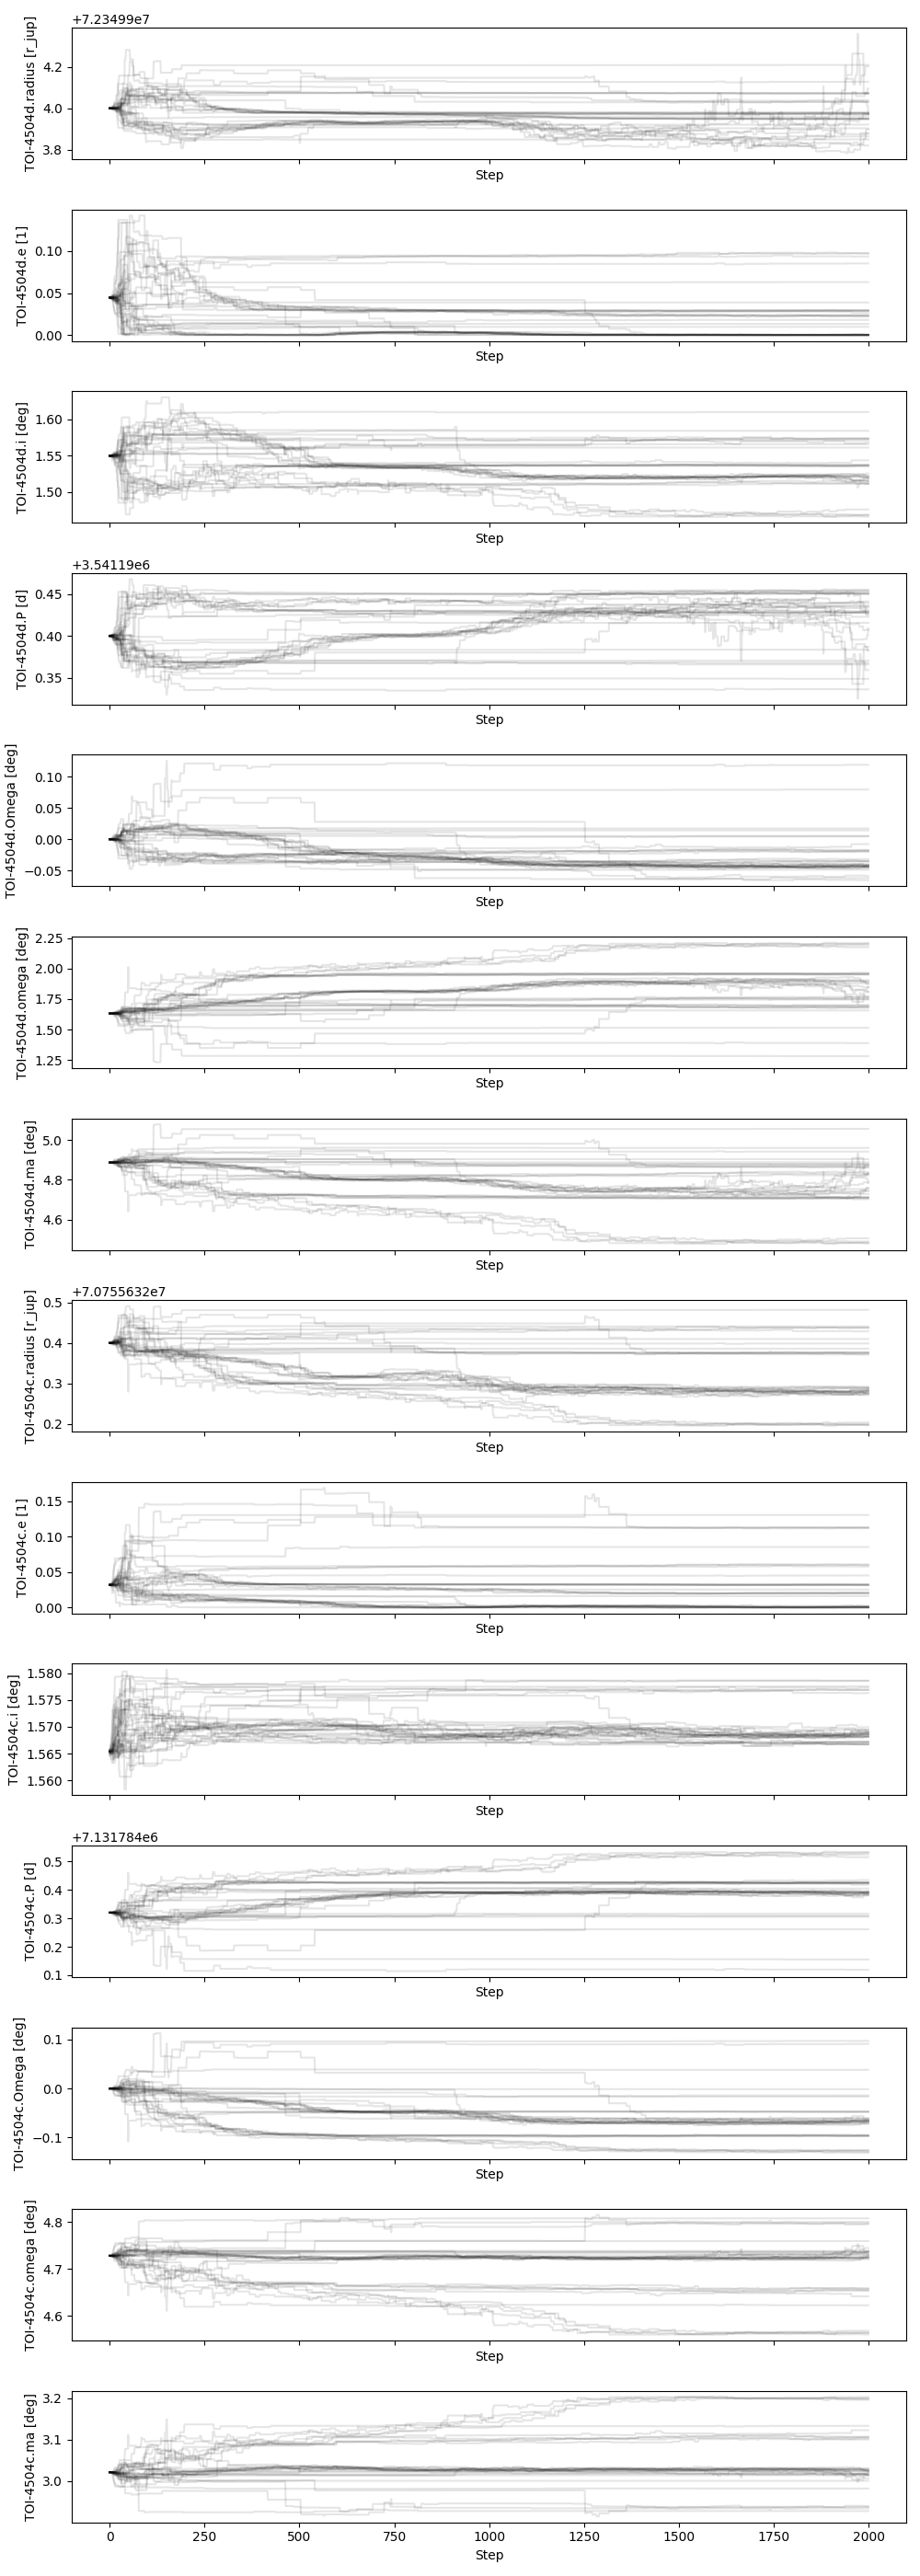 +7.23499e7
TOI-4504d.radius [r_jup]
4.2
4.0
3.8
Step
TOI-4504d.e [1]
0.10
0.05
0.00
Step
TOI-4504d.i [deg]
1.60
1.55
1.50
Step
+3.54119e6
TOI-4504d.P [d]
0.45
0.40
0.35
Step
TOI-4504d.Omega [deg]
0.10
0.05
0.00
−0.05
Step
TOI-4504d.omega [deg]
2.25
2.00
1.75
1.50
1.25
Step
TOI-4504d.ma [deg]
5.0
4.8
4.6
Step
+7.0755632e7
TOI-4504c.radius [r_jup]
0.5
0.4
0.3
0.2
Step
TOI-4504c.e [1]
0.15
0.10
0.05
0.00
Step
TOI-4504c.i [deg]
1.580
1.575
1.570
1.565
1.560
Step
+7.131784e6
TOI-4504c.P [d]
0.5
0.4
0.3
0.2
0.1
Step
TOI-4504c.Omega [deg]
0.1
0.0
−0.1
Step
TOI-4504c.omega [deg]
4.8
4.7
4.6
Step
TOI-4504c.ma [deg]
3.2
3.1
3.0
0 250 500 750 1000 1250 1500 1750 2000
Step